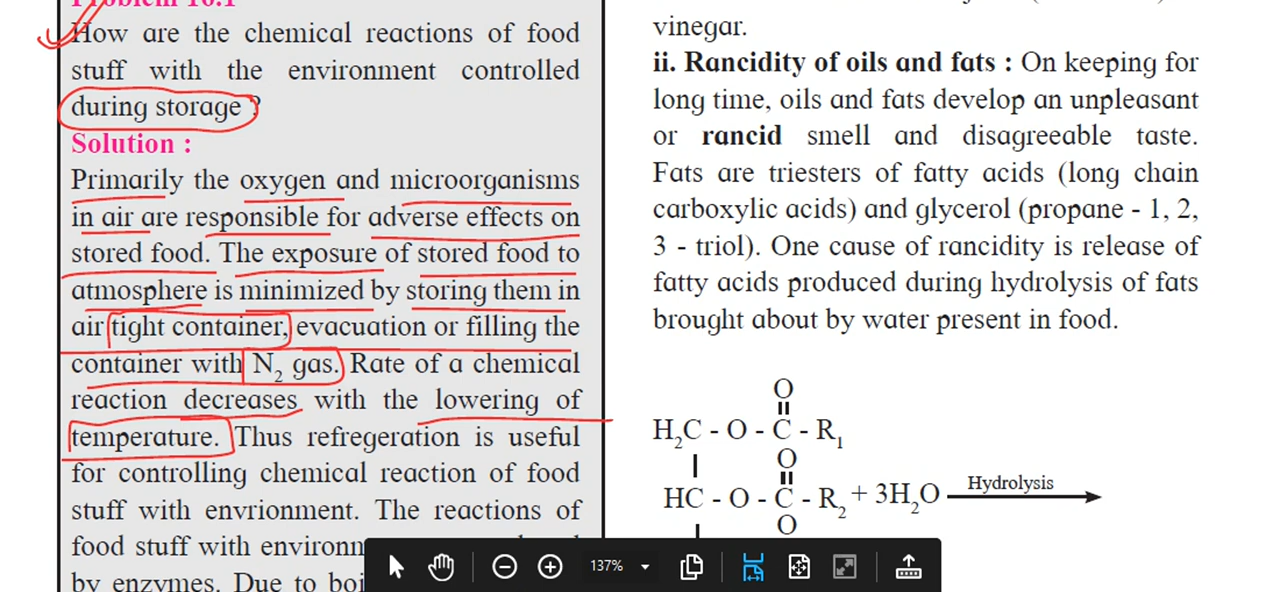 Problem 16.1
How are the chemical reactions of food
stuff with the environment controlled
during storage ?
Solution :
Primarily the oxygen and microorganisms
in air are responsible for adverse effects on
stored food. The exposure of stored food to
atmosphere is minimized by storing them in
air tight container, evacuation or filling the
container with N₂ gas. Rate of a chemical
reaction decreases with the lowering of
temperature. Thus refregeration is useful
for controlling chemical reaction of food
stuff with envrionment. The reactions of
food stuff with environm
by enzymes. Due to boi
vinegar.
ii. Rancidity of oils and fats : On keeping for
long time, oils and fats develop an unpleasant
or rancid smell and disagreeable taste.
Fats are triesters of fatty acids (long chain
carboxylic acids) and glycerol (propane - 1, 2,
3 - triol). One cause of rancidity is release of
fatty acids produced during hydrolysis of fats
brought about by water present in food.
O
H₂C - O - C - R₁
O
HC - O - C - R₂ + 3H₂O Hydrolysis
O
137%